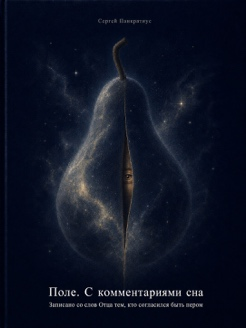 Сергей Панкратиус
Поле. С комментариями сна
Записано со слов Отца тем, кто согласился быть пером